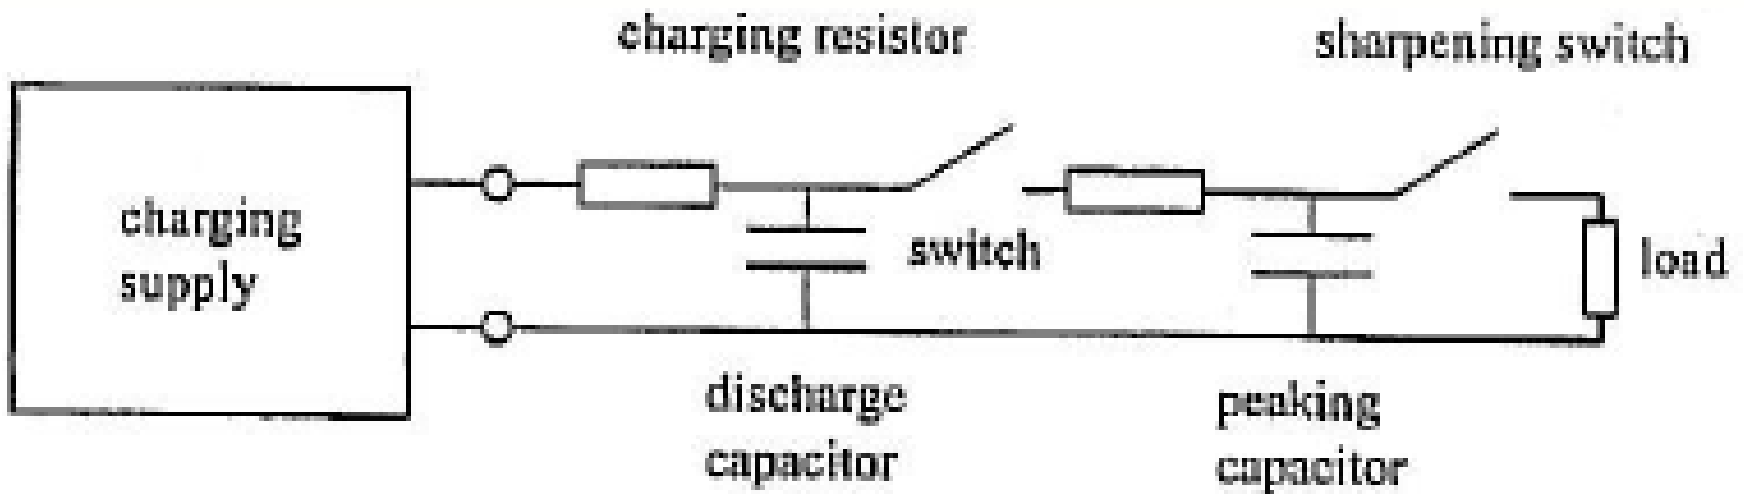 charging resistor
sharpening switch
charging
supply
switch
load
discharge
capacitor
peaking
capacitor